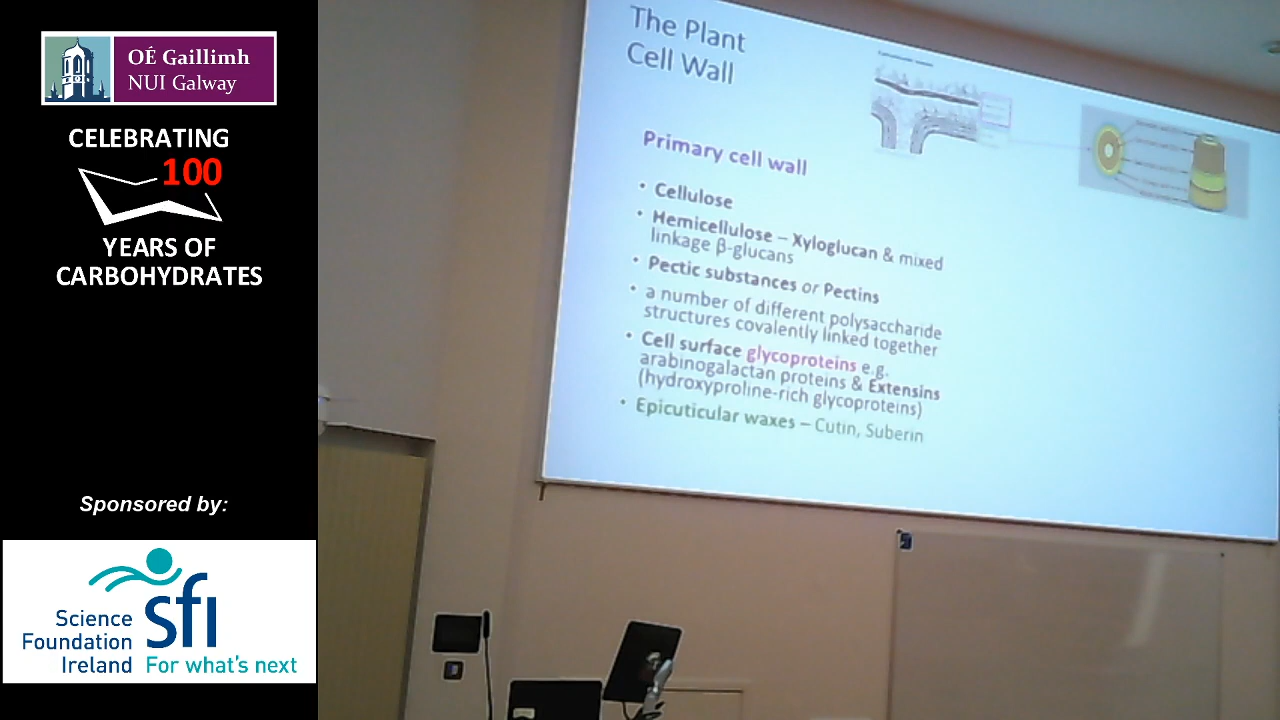 OÉ Gaillimh
NUI Galway
CELEBRATING
100
YEARS OF
CARBOHYDRATES
Sponsored by:
Science
Foundation
Ireland
sfi
For what's next
The Plant
Cell Wall
Primary cell wall
• Cellulose
• Hemicellulose – Xyloglucan & mixed
linkage β-glucans
• Pectic substances or Pectins
• a number of different polysaccharide
structures covalently linked together
• Cell surface glycoproteins e.g.
arabinogalactan proteins & Extensins
(hydroxyproline-rich glycoproteins)
• Epicuticular waxes – Cutin, Suberin